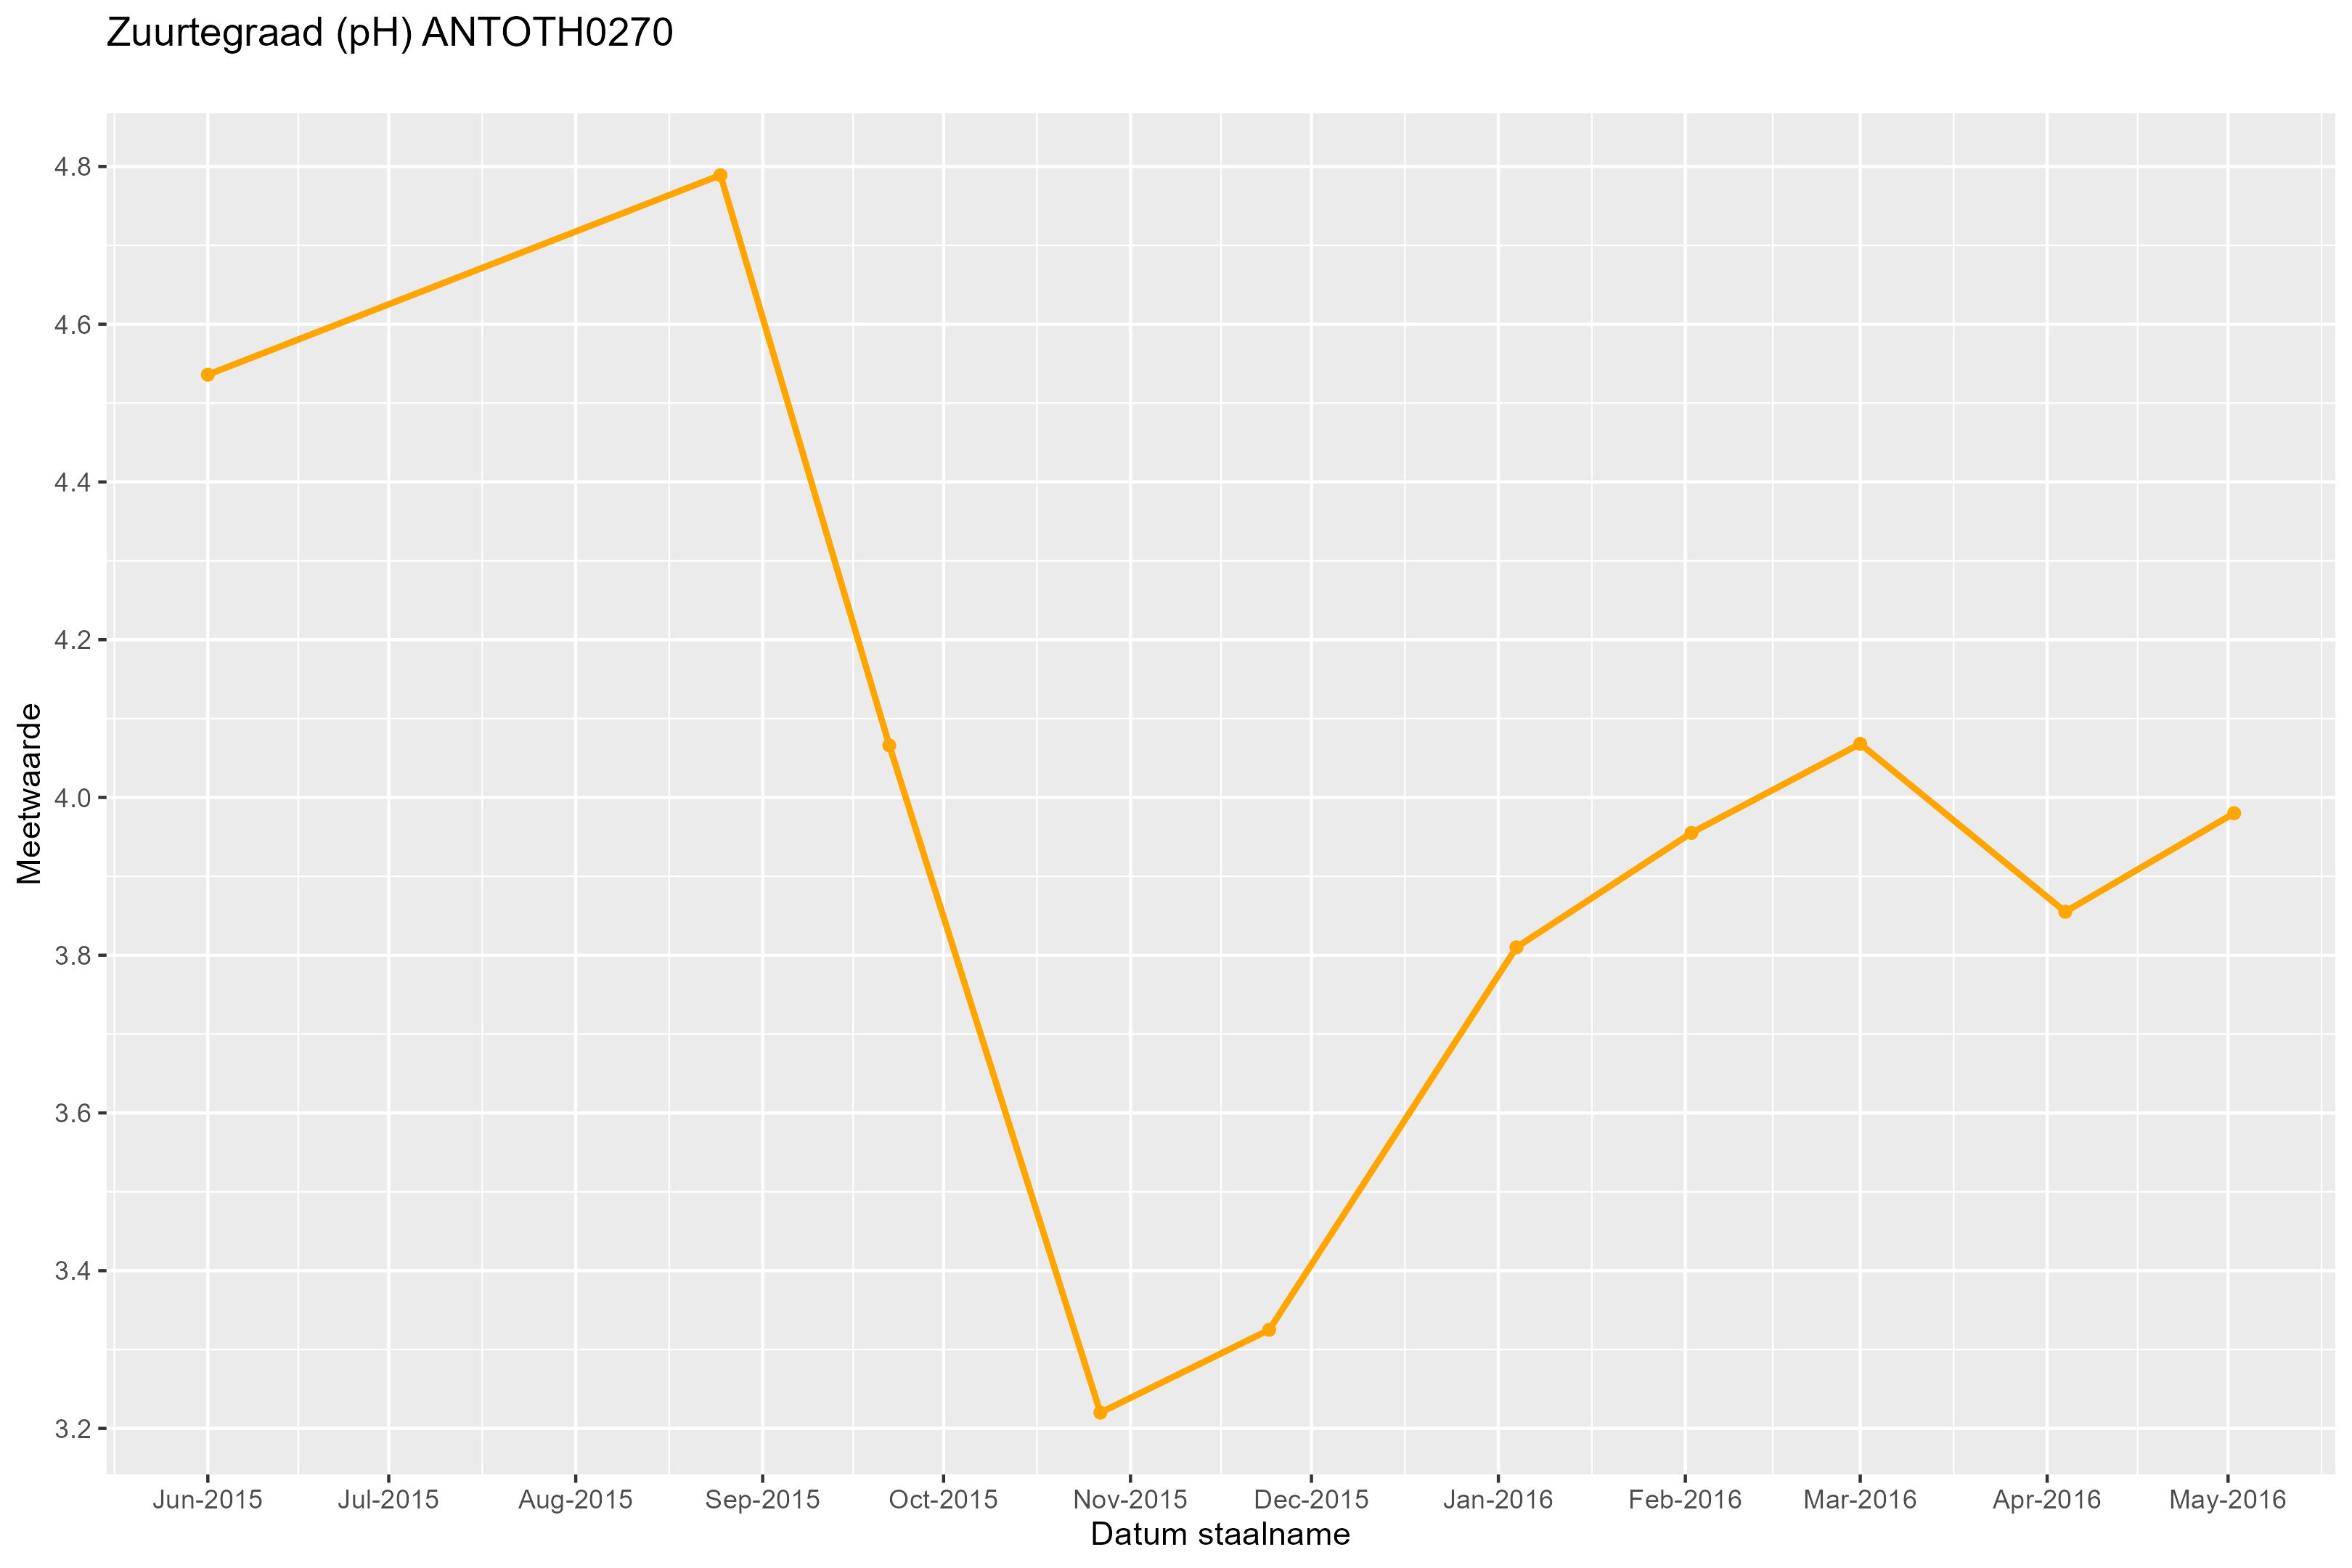 Zuurtegraad (pH) ANTOTH0270
Meetwaarde
4.8
4.6
4.4
4.2
4.0
3.8
3.6
3.4
3.2
Jun-2015 Jul-2015 Aug-2015 Sep-2015 Oct-2015 Nov-2015 Dec-2015 Jan-2016 Feb-2016 Mar-2016 Apr-2016 May-2016
Datum staalname